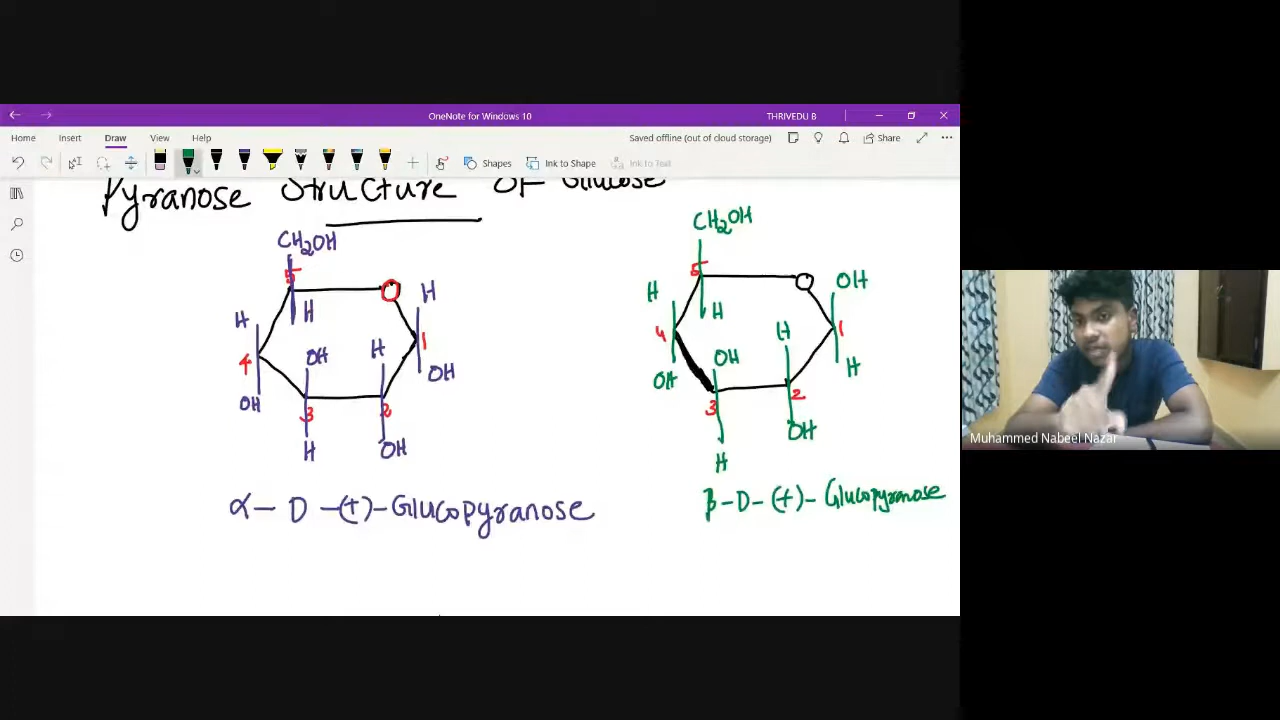 OneNote for Windows 10
THRIVEDU B
Home Insert Draw View Help
Saved offline (out of cloud storage)
Share
Shapes
Ink to Shape
Ink to Text
Pyranose Structure of Glucose
CH2OH
5
O
H
H
H
4
OH
H
1
OH
OH
3
2
H
OH
α-D-(+)-Glucopyranose
CH2OH
5
O
OH
H
H
4
H
1
OH
OH
H
3
2
OH
H
β-D-(+)-Glucopyranose
Muhammed Nabeel Nazar